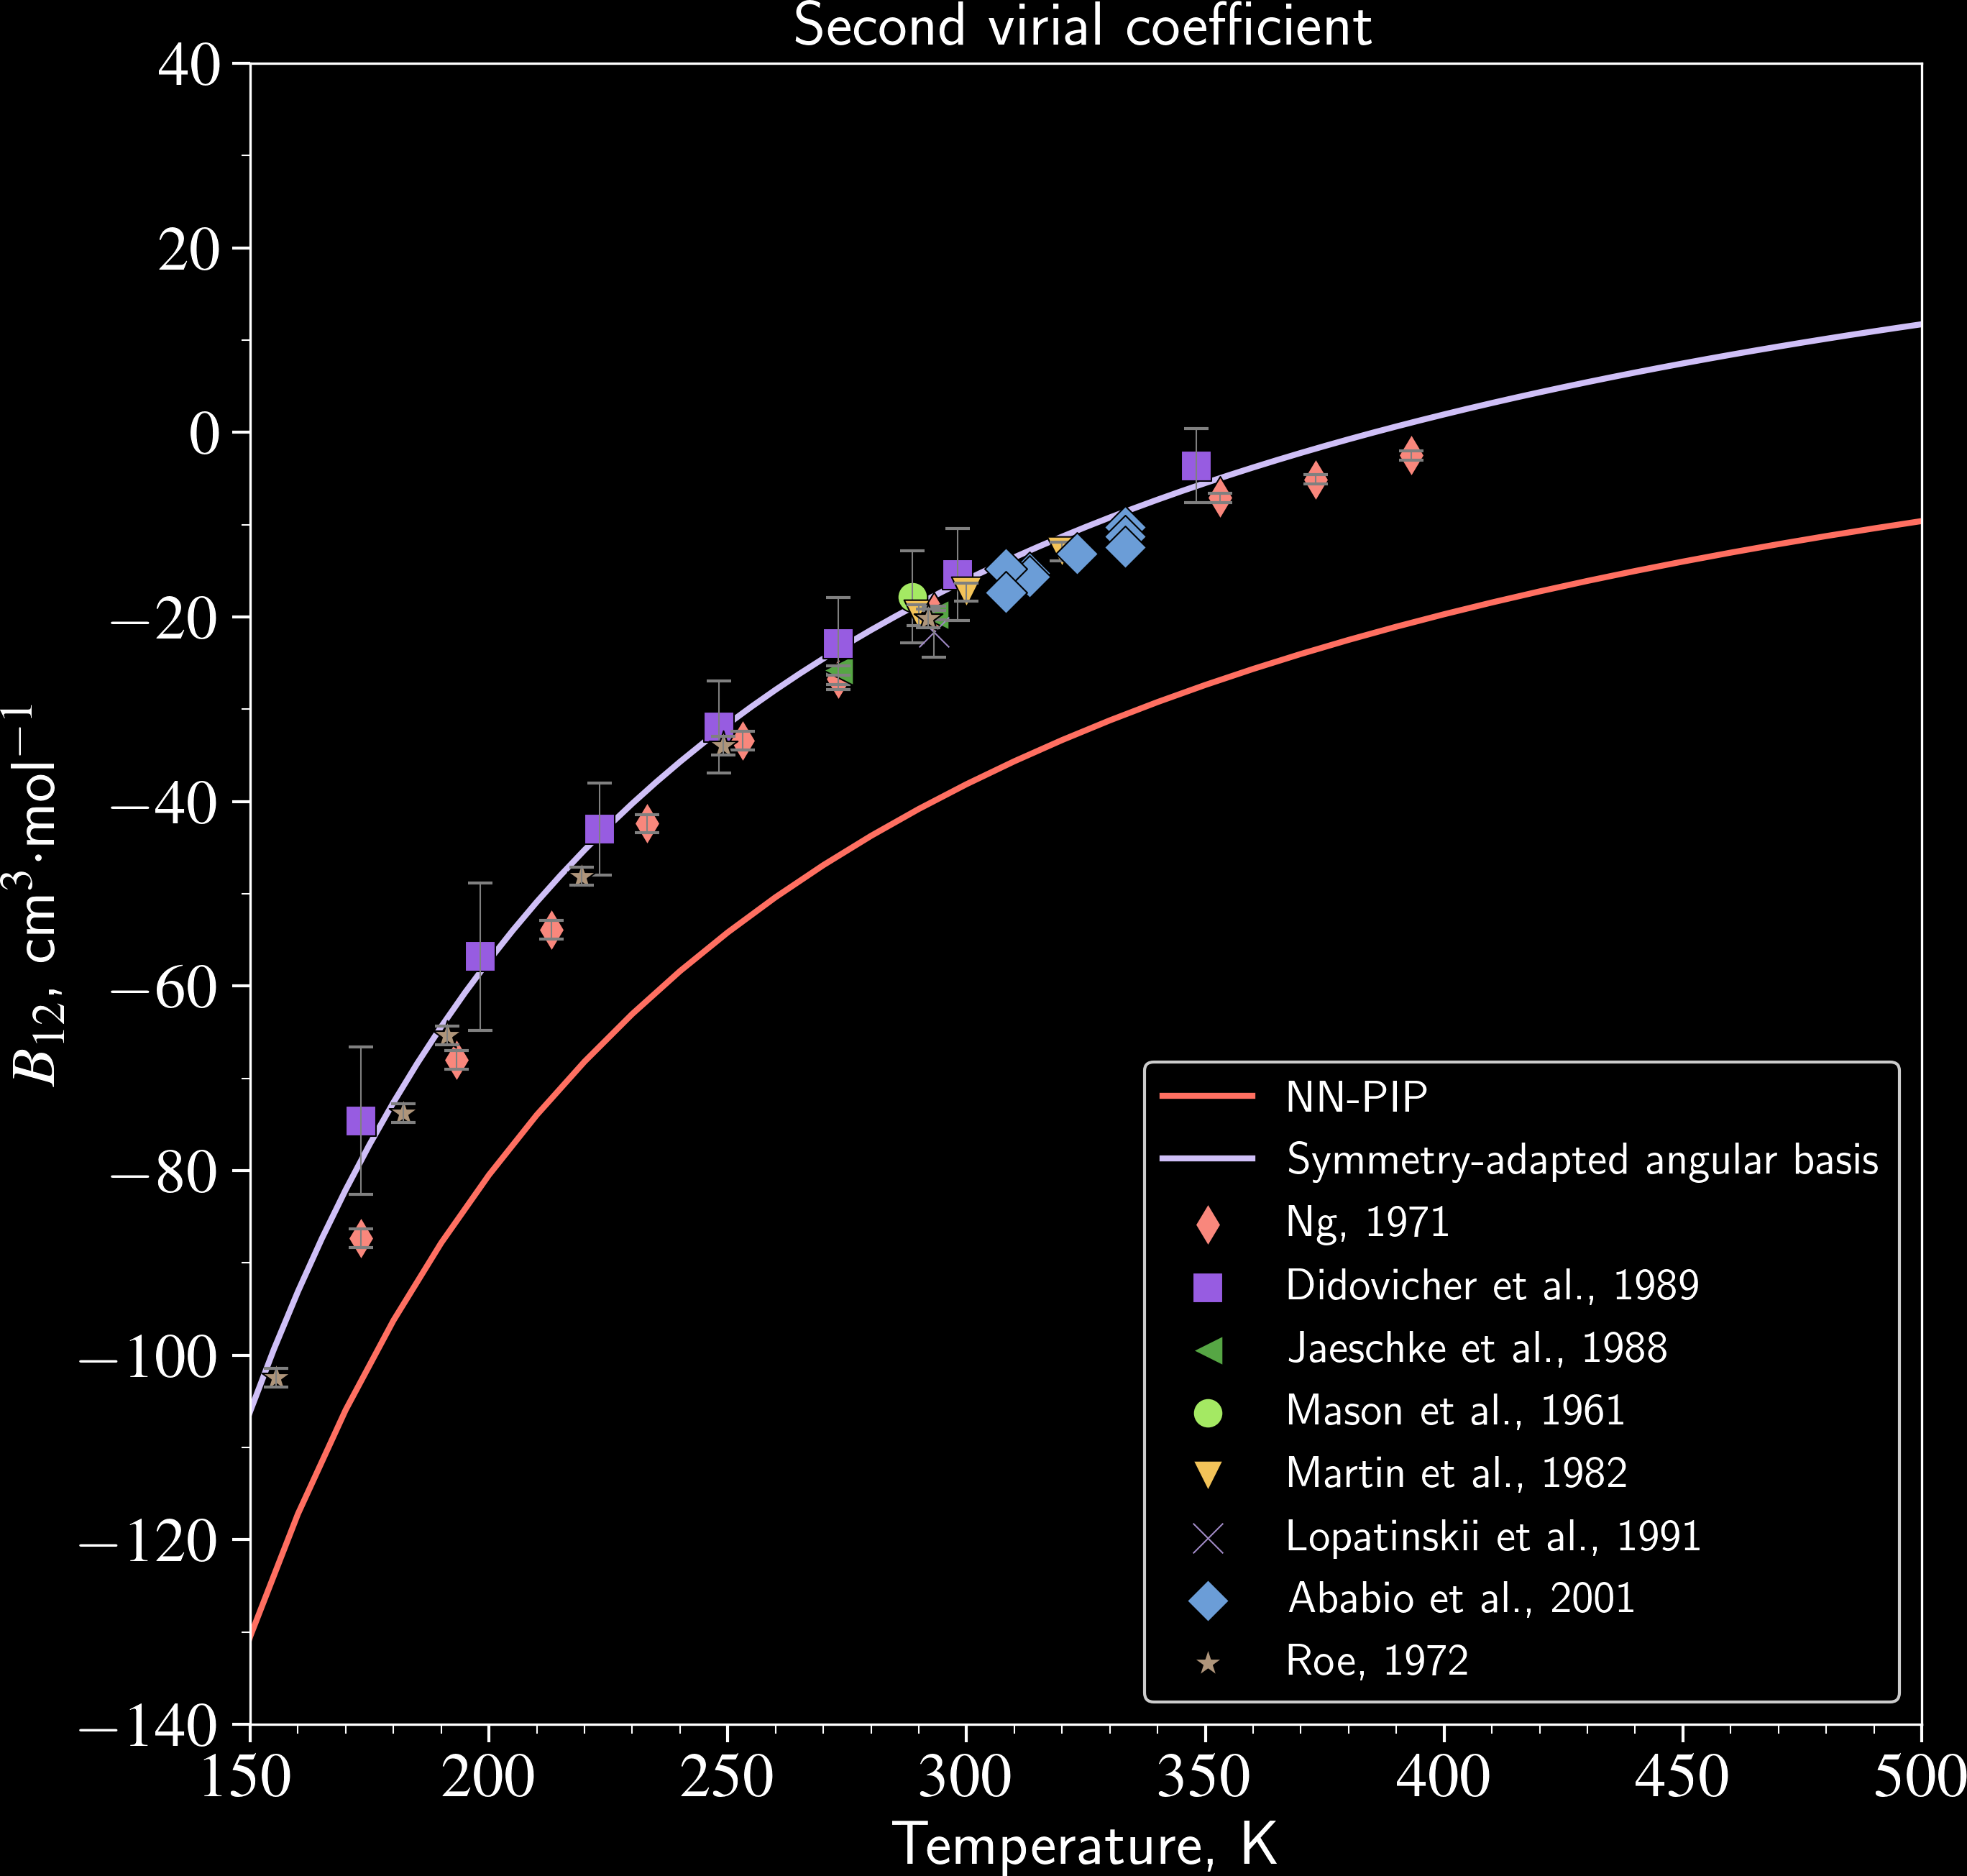 Second virial coefficient
40
20
0
−20
−40
−60
−80
−100
−120
−140
B₁₂, cm³·mol⁻¹
150 200 250 300 350 400 450 500
Temperature, K
NN-PIP
Symmetry-adapted angular basis
Ng, 1971
Didovicher et al., 1989
Jaeschke et al., 1988
Mason et al., 1961
Martin et al., 1982
Lopatinskii et al., 1991
Ababio et al., 2001
Roe, 1972